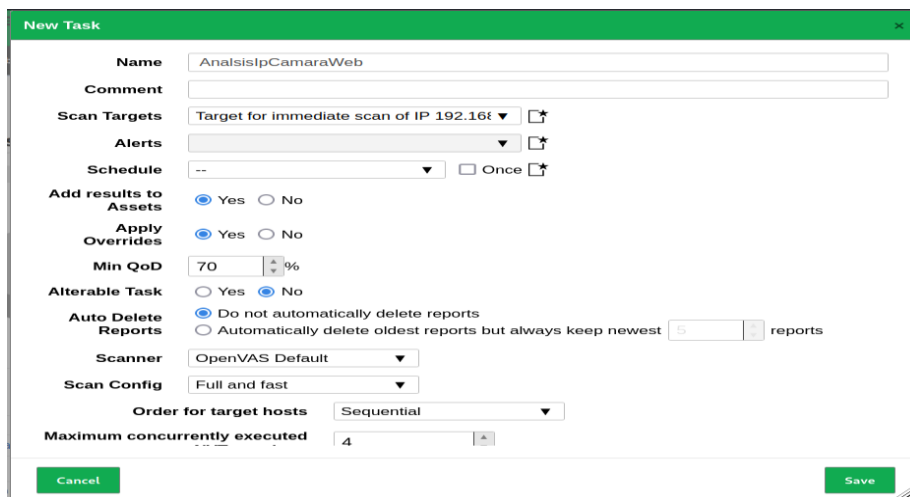 New Task
×
Name AnalsisIpCamaraWeb
Comment
Scan Targets Target for immediate scan of IP 192.168
Alerts
Schedule -- Once
Add results to
Assets Yes No
Apply
Overrides Yes No
Min QoD 70 %
Alterable Task Yes No
Auto Delete
Reports
Do not automatically delete reports
Automatically delete oldest reports but always keep newest 5 reports
Scanner OpenVAS Default
Scan Config Full and fast
Order for target hosts Sequential
Maximum concurrently executed 4
Cancel Save